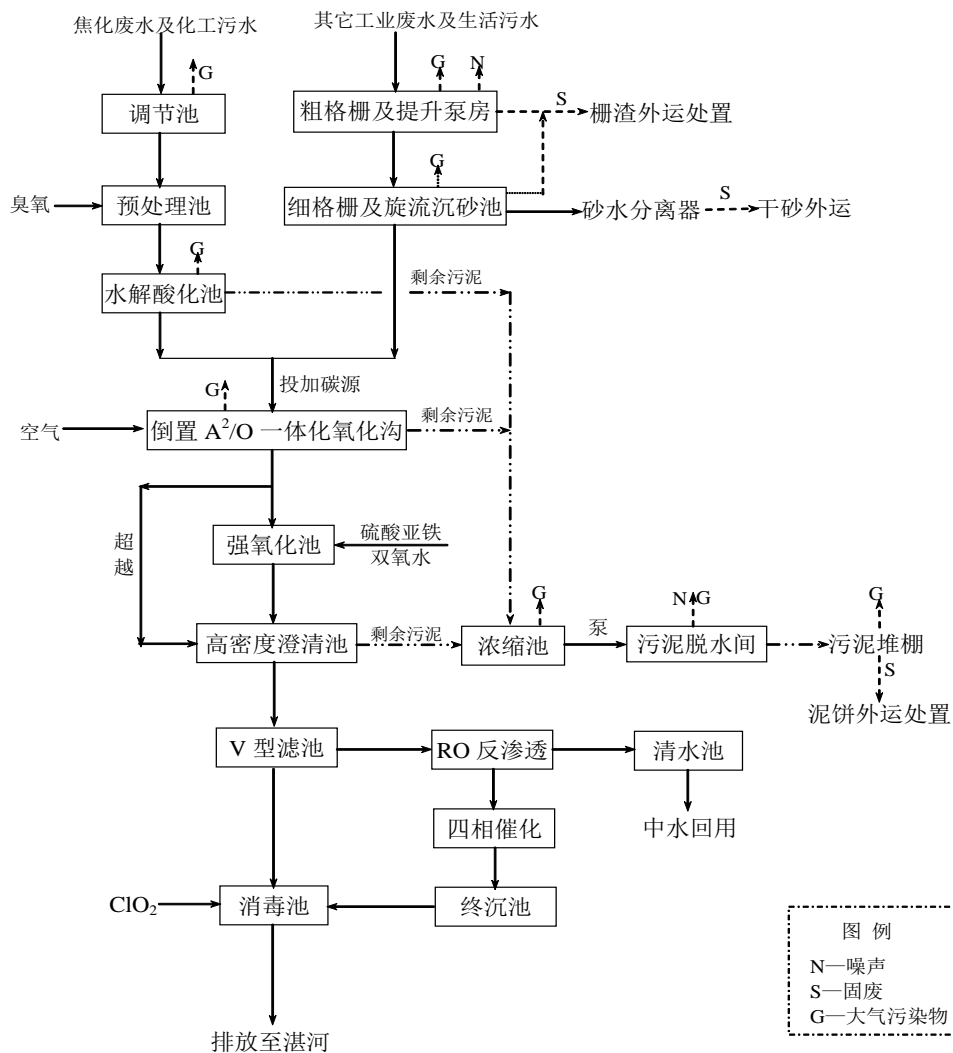 焦化废水及化工污水
其它工业废水及生活污水
G
G
N
调节池
粗格栅及提升泵房
S
栅渣外运处置
G
臭氧
预处理池
细格栅及旋流沉砂池
砂水分离器
S
干砂外运
G
水解酸化池
剩余污泥
投加碳源
G
空气
倒置 A²/O 一体化氧化沟
剩余污泥
超越
强氧化池
硫酸亚铁
双氧水
G
N G
G
高密度澄清池
剩余污泥
浓缩池
泵
污泥脱水间
污泥堆棚
S
泥饼外运处置
V 型滤池
RO 反渗透
清水池
四相催化
中水回用
ClO₂
消毒池
终沉池
图 例
N—噪声
S—固废
G—大气污染物
排放至湛河